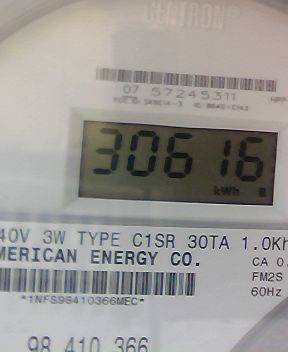 CENTRON®
07 57245311
30616
kWh
40V 3W TYPE C1SR 30TA 1.0Kh
MERICAN ENERGY CO.
CA 0.
FM2S
60Hz
*1NFS98410366MEC*
98 410 366